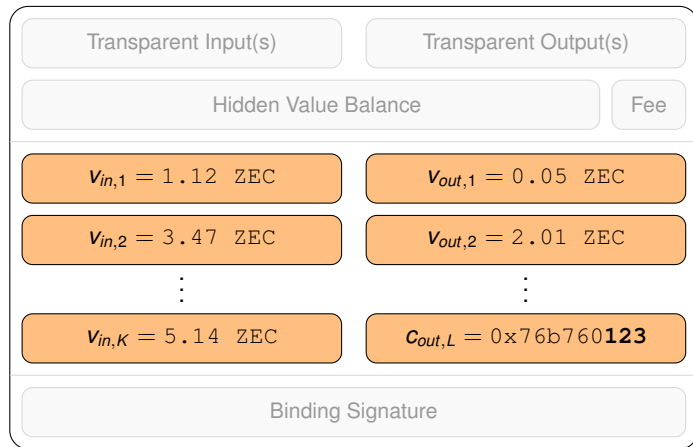 Transparent Input(s) Transparent Output(s)
Hidden Value Balance Fee
v_in,1 = 1.12 ZEC v_out,1 = 0.05 ZEC
v_in,2 = 3.47 ZEC v_out,2 = 2.01 ZEC
⋮ ⋮
v_in,K = 5.14 ZEC c_out,L = 0x76b760123
Binding Signature